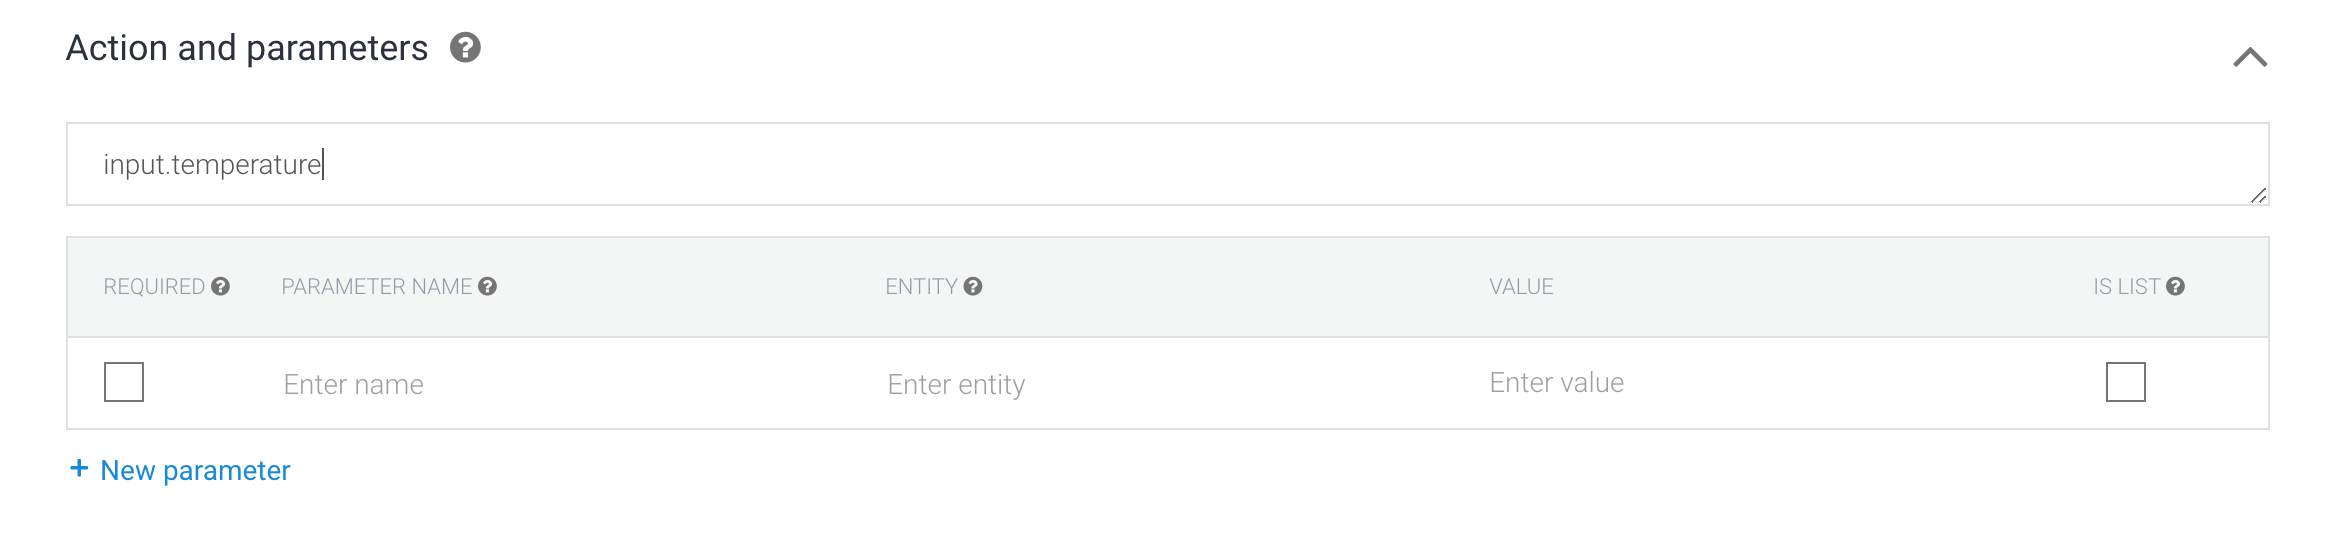 Action and parameters
input.temperature
REQUIRED PARAMETER NAME ENTITY VALUE IS LIST
Enter name Enter entity Enter value
+ New parameter